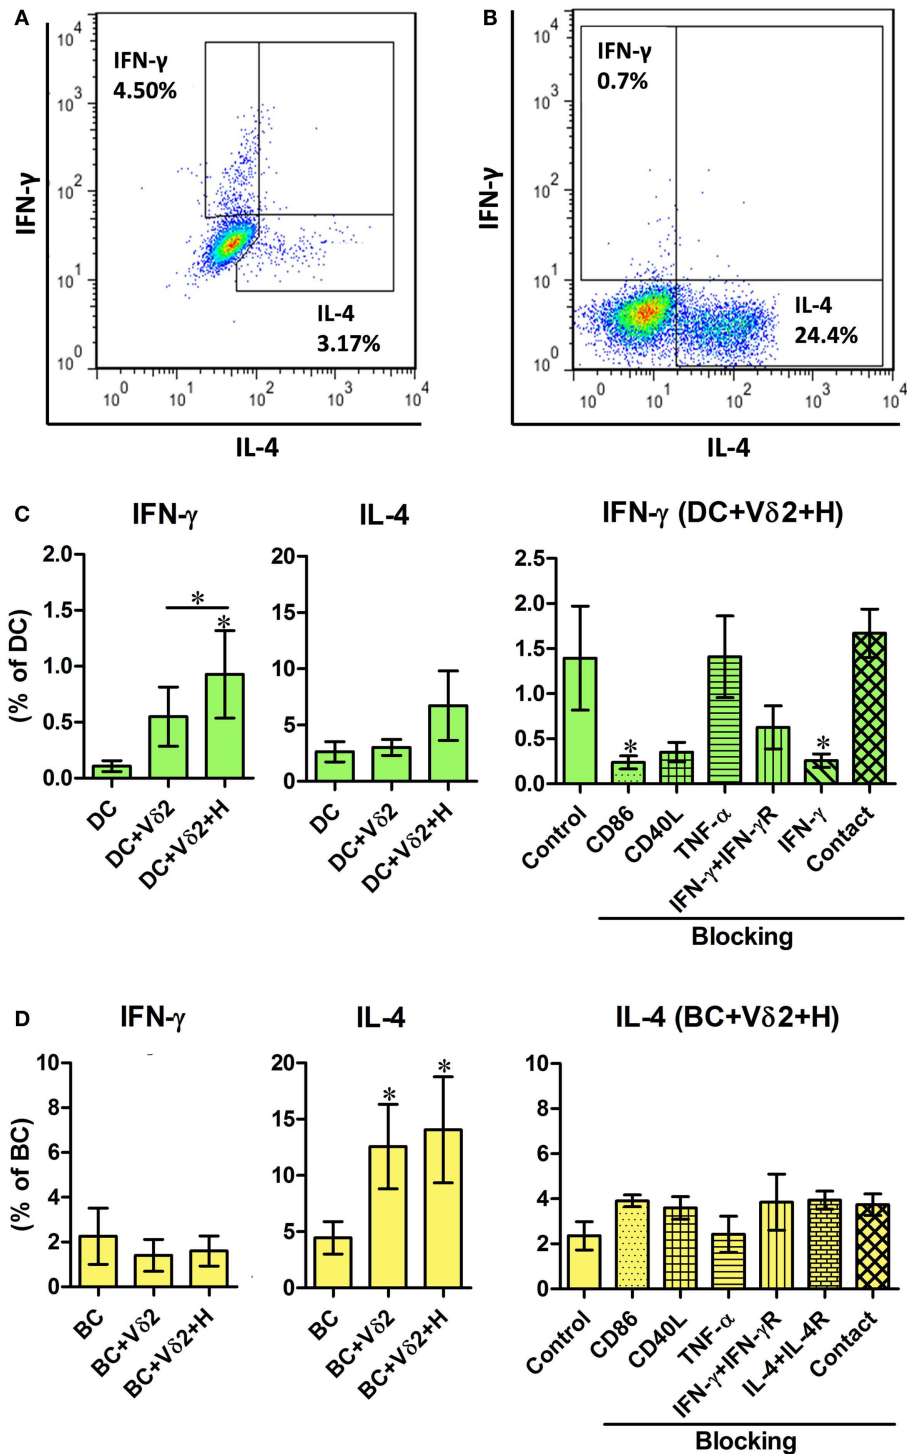 A
IFN-γ
4.50%
IL-4
3.17%
10⁴
10³
10²
10¹
10⁰
10⁰ 10¹ 10² 10³ 10⁴
IFN-γ
IL-4
B
IFN-γ
0.7%
IL-4
24.4%
10⁴
10³
10²
10¹
10⁰
10⁰ 10¹ 10² 10³ 10⁴
IFN-γ
IL-4
C
IFN-γ
(% of DC)
2.0
1.5
1.0
0.5
0.0
*
*
DC
DC+Vδ2
DC+Vδ2+H
IL-4
20
15
10
5
0
DC
DC+Vδ2
DC+Vδ2+H
IFN-γ (DC+Vδ2+H)
2.5
2.0
1.5
1.0
0.5
0.0
*
*
Control
CD86
CD40L
TNF-α
IFN-γ+IFN-γR
IFN-γ
Contact
Blocking
D
IFN-γ
(% of BC)
10
8
6
4
2
0
BC
BC+Vδ2
BC+Vδ2+H
IL-4
20
15
10
5
0
*
*
BC
BC+Vδ2
BC+Vδ2+H
IL-4 (BC+Vδ2+H)
10
8
6
4
2
0
Control
CD86
CD40L
TNF-α
IFN-γ+IFN-γR
IL-4+IL-4R
Contact
Blocking